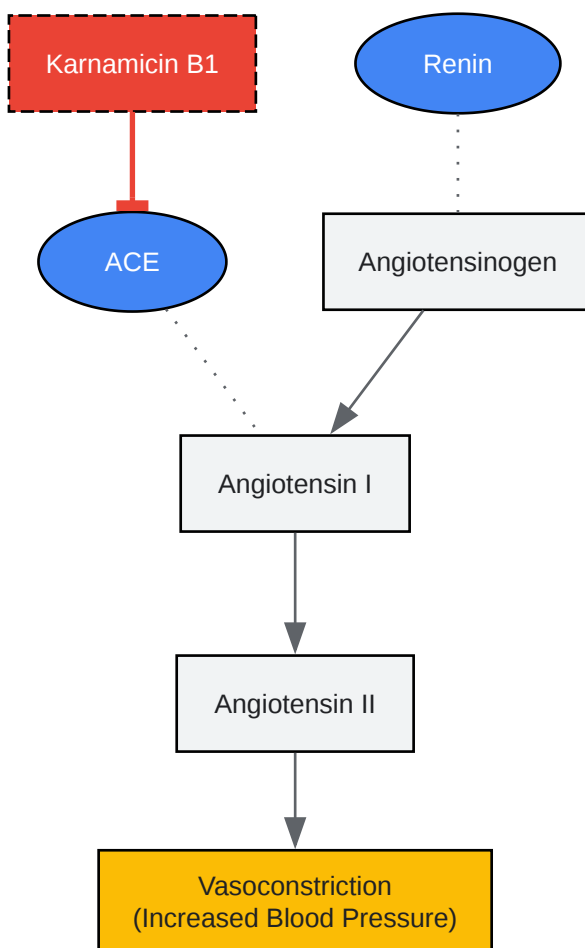 Karnamicin B1
Renin
ACE
Angiotensinogen
Angiotensin I
Angiotensin II
Vasoconstriction
(Increased Blood Pressure)